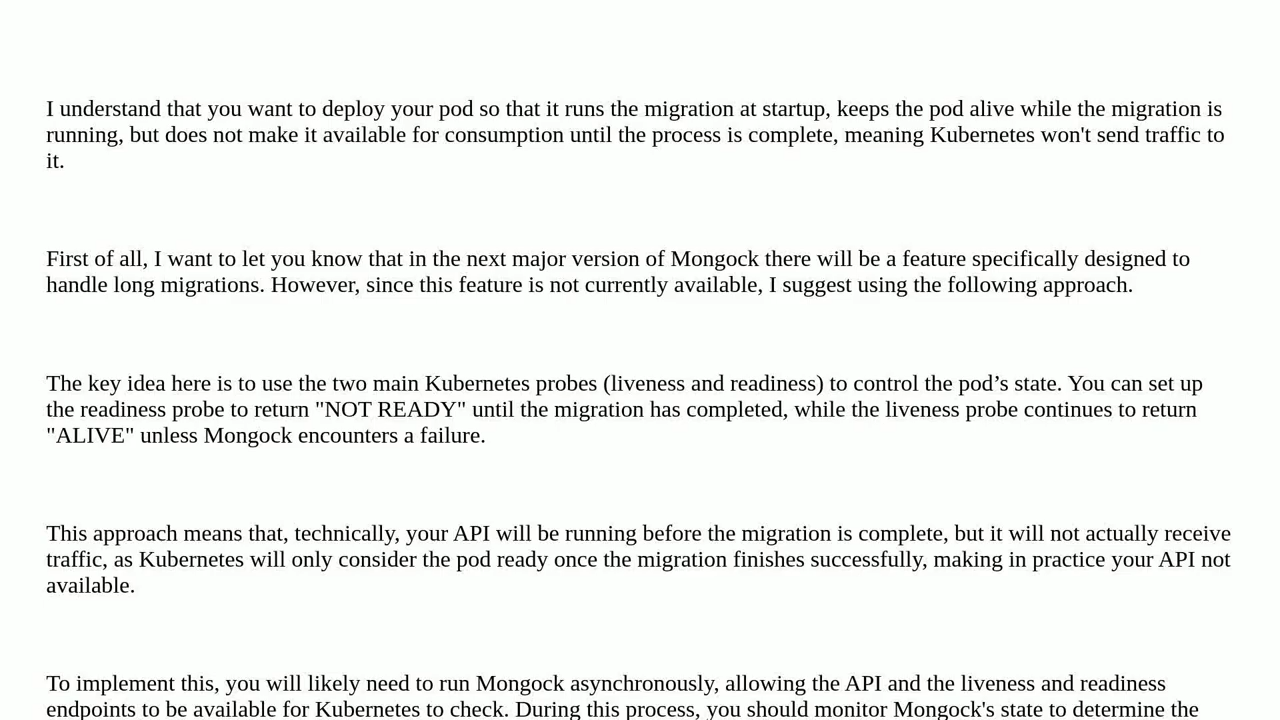 I understand that you want to deploy your pod so that it runs the migration at startup, keeps the pod alive while the migration is
running, but does not make it available for consumption until the process is complete, meaning Kubernetes won't send traffic to
it.
First of all, I want to let you know that in the next major version of Mongock there will be a feature specifically designed to
handle long migrations. However, since this feature is not currently available, I suggest using the following approach.
The key idea here is to use the two main Kubernetes probes (liveness and readiness) to control the pod’s state. You can set up
the readiness probe to return "NOT READY" until the migration has completed, while the liveness probe continues to return
"ALIVE" unless Mongock encounters a failure.
This approach means that, technically, your API will be running before the migration is complete, but it will not actually receive
traffic, as Kubernetes will only consider the pod ready once the migration finishes successfully, making in practice your API not
available.
To implement this, you will likely need to run Mongock asynchronously, allowing the API and the liveness and readiness
endpoints to be available for Kubernetes to check. During this process, you should monitor Mongock's state to determine the